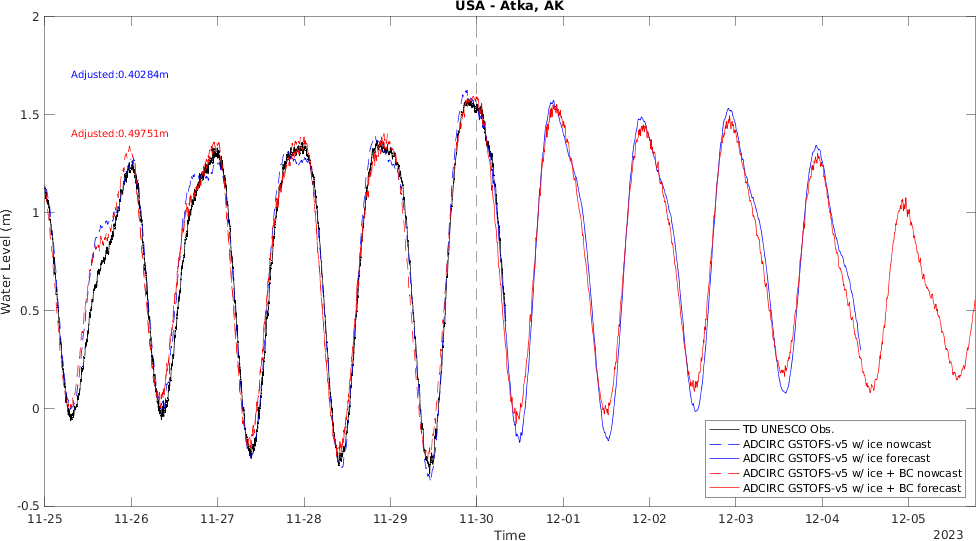 USA - Atka, AK
Adjusted:0.40284m
Adjusted:0.49751m
Water Level (m)
2
1.5
1
0.5
0
-0.5
TD UNESCO Obs.
ADCIRC GSTOFS-v5 w/ ice nowcast
ADCIRC GSTOFS-v5 w/ ice forecast
ADCIRC GSTOFS-v5 w/ ice + BC nowcast
ADCIRC GSTOFS-v5 w/ ice + BC forecast
11-25 11-26 11-27 11-28 11-29 11-30 12-01 12-02 12-03 12-04 12-05
Time
2023